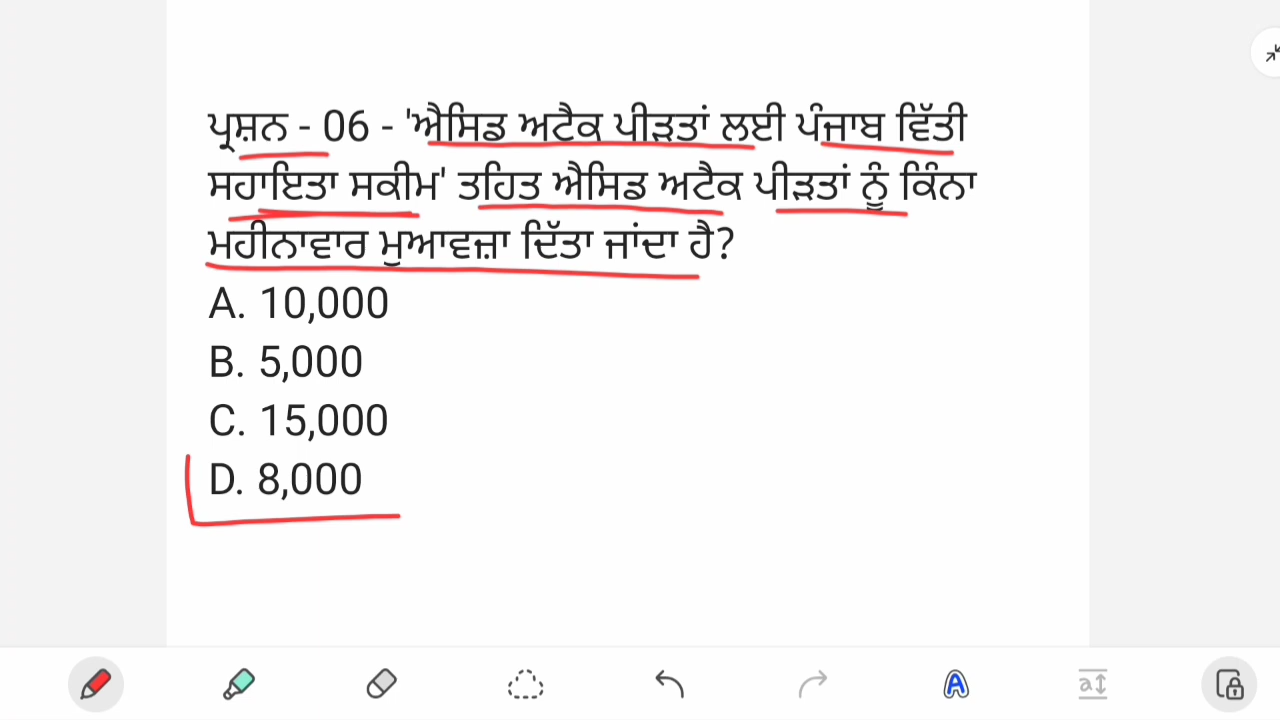 ਪ੍ਰਸ਼ਨ - 06 - 'ਐਸਿਡ ਅਟੈਕ ਪੀੜਤਾਂ ਲਈ ਪੰਜਾਬ ਵਿੱਤੀ
ਸਹਾਇਤਾ ਸਕੀਮ' ਤਹਿਤ ਐਸਿਡ ਅਟੈਕ ਪੀੜਤਾਂ ਨੂੰ ਕਿੰਨਾ
ਮਹੀਨਾਵਾਰ ਮੁਆਵਜ਼ਾ ਦਿੱਤਾ ਜਾਂਦਾ ਹੈ?
A. 10,000
B. 5,000
C. 15,000
D. 8,000